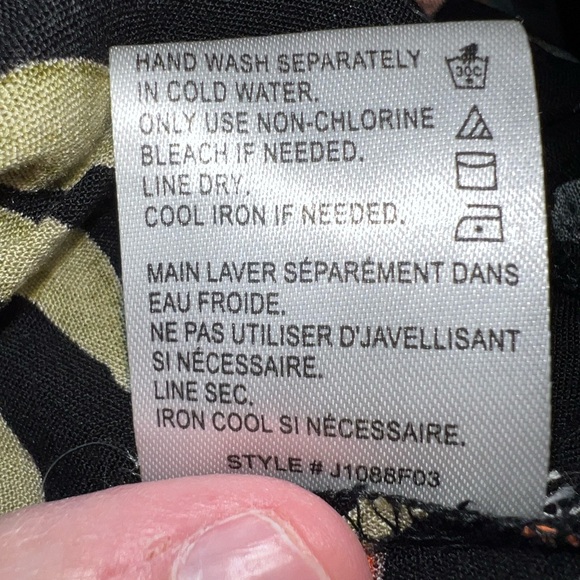 HAND WASH SEPARATELY
IN COLD WATER.
ONLY USE NON-CHLORINE
BLEACH IF NEEDED.
LINE DRY.
COOL IRON IF NEEDED.
30C
MAIN LAVER SÉPARÉMENT DANS
EAU FROIDE.
NE PAS UTILISER D'JAVELLISANT
SI NÉCESSAIRE.
LINE SEC.
IRON COOL SI NÉCESSAIRE.
STYLE # J1088F03